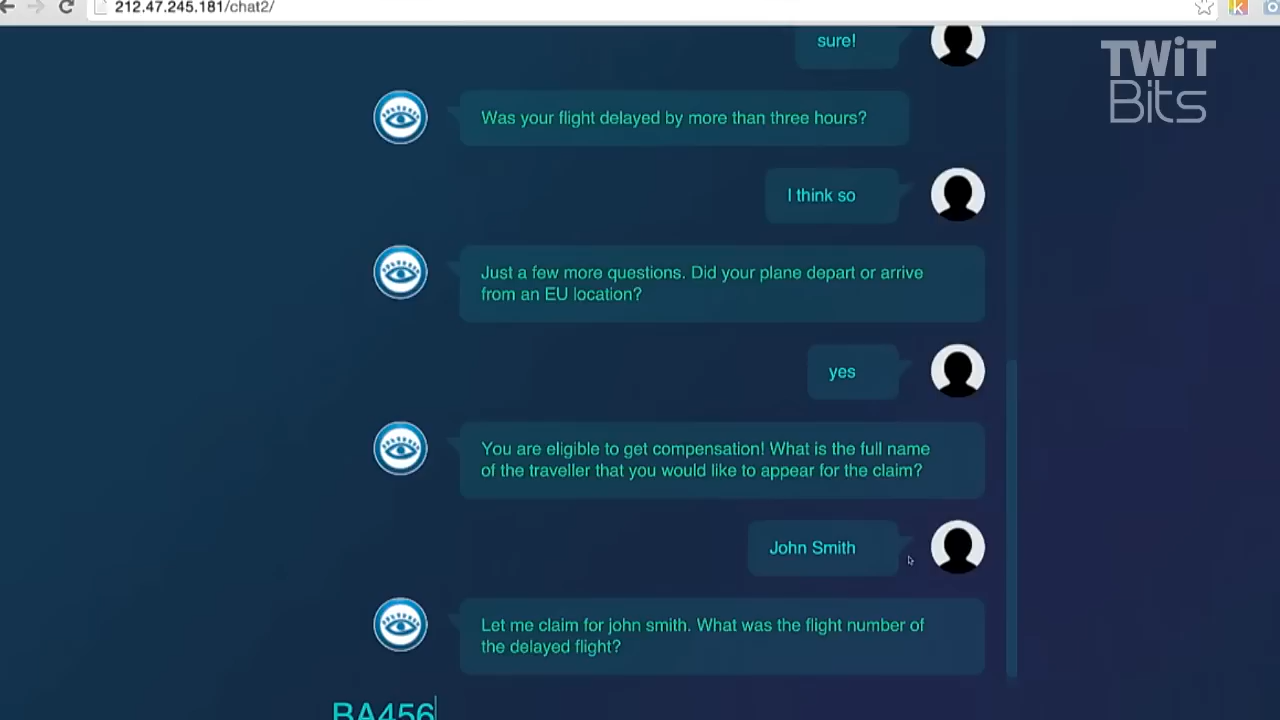 212.47.245.181/chat2/
TWiT
Bits
sure!
Was your flight delayed by more than three hours?
I think so
Just a few more questions. Did your plane depart or arrive
from an EU location?
yes
You are eligible to get compensation! What is the full name
of the traveller that you would like to appear for the claim?
John Smith
Let me claim for john smith. What was the flight number of
the delayed flight?
BA456